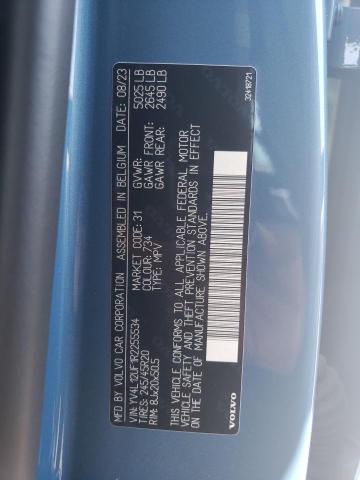 MFD BY VOLVO CAR CORPORATION ASSEMBLED IN BELGIUM DATE: 08/23
VIN: YV4L12UF1R2255534 MARKET CODE: 31 GVWR: 5025 LB
TIRES: 245/45R20 COLOUR: 734 GAWR FRONT: 2645 LB
RIM: 8Jx20x50.5 TYPE: MPV GAWR REAR: 2490 LB
THIS VEHICLE CONFORMS TO ALL APPLICABLE FEDERAL MOTOR
VEHICLE SAFETY AND THEFT PREVENTION STANDARDS IN EFFECT
ON THE DATE OF MANUFACTURE SHOWN ABOVE.
VOLVO 32418721